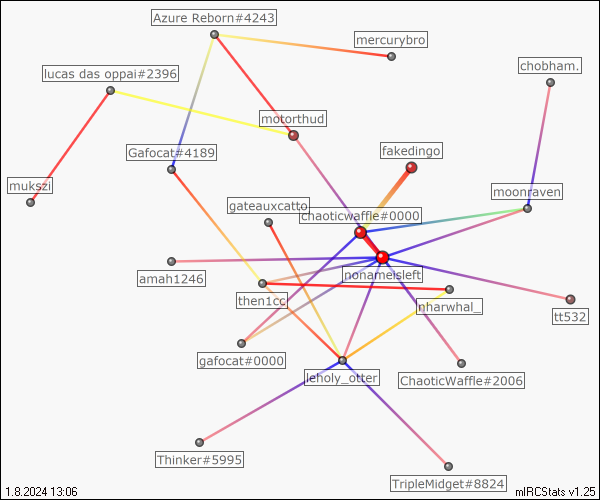 Azure Reborn#4243
mercurybro
chobham.
lucas das oppai#2396
motorthud
Gafocat#4189
fakedingo
mukszi
moonraven
gateauxcatto
chaoticwaffle#0000
amah1246
nonameisleft
then1cc
nharwhal_
tt532
gafocat#0000
leholy_otter
ChaoticWaffle#2006
Thinker#5995
TripleMidget#8824
1.8.2024 13:06
mIRCStats v1.25